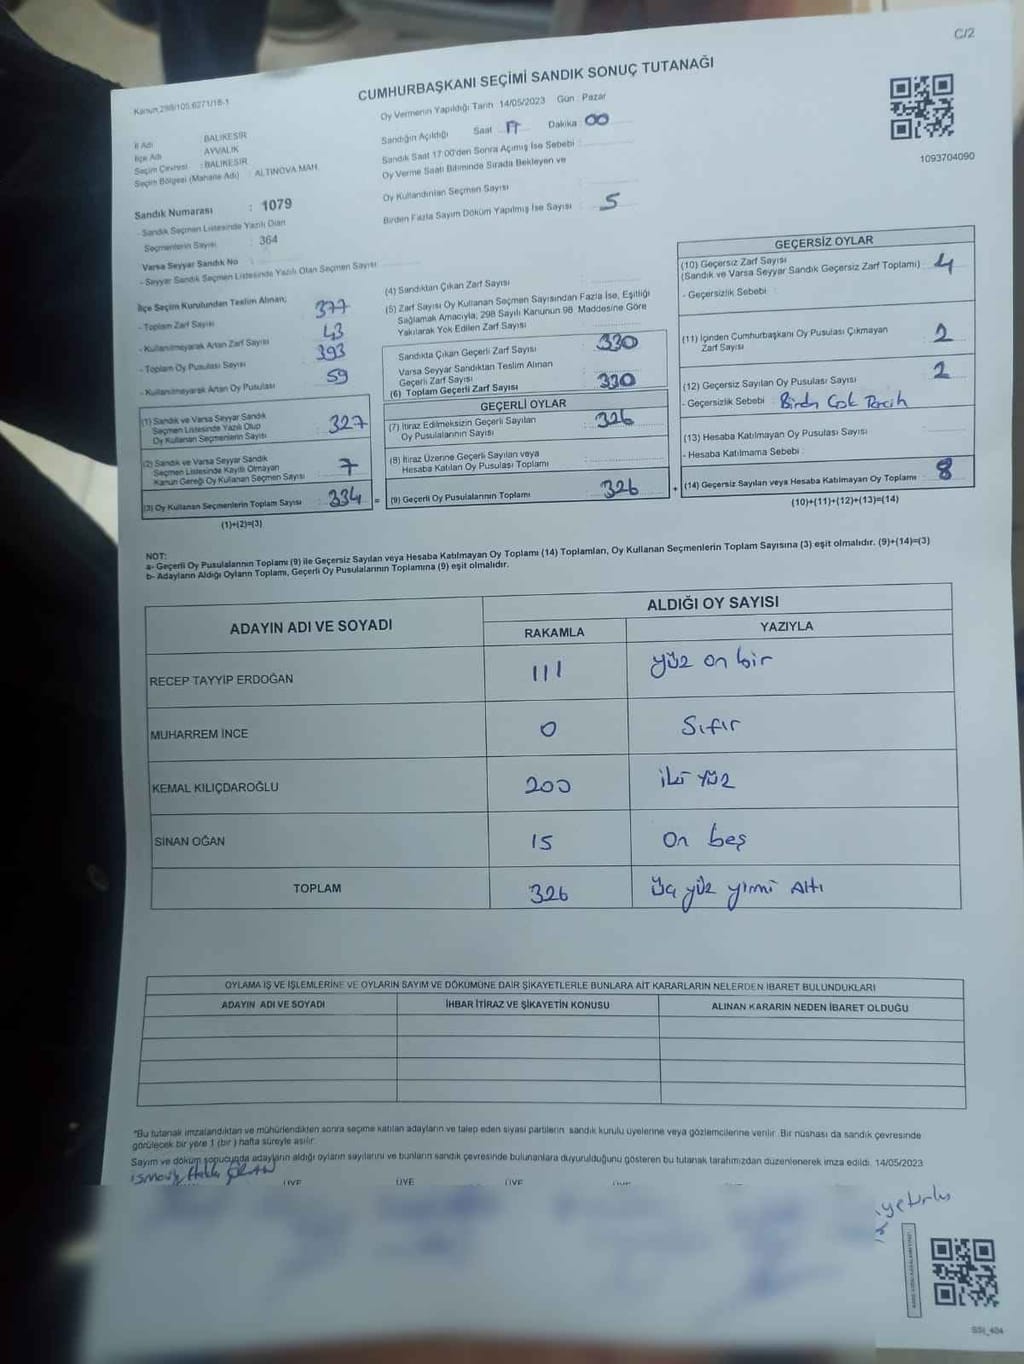 C/2
Kanun 298/105,6271/18-1
CUMHURBAŞKANI SEÇİMİ SANDIK SONUÇ TUTANAĞI
Oy Vermenin Yapıldığı Tarih 14/05/2023 Gün : Pazar
İl Adı BALIKESİR
İlçe Adı AYVALIK
Seçim Çevresi : BALIKESİR
Seçim Bölgesi (Mahalle Adı) : ALTINOVA MAH.
Sandığın Açıldığı Saat 17 Dakika 00
Sandık Saat 17:00'den Sonra Açılmış İse Sebebi :
Oy Verme Saati Bitiminde Sırada Bekleyen ve
Oy Kullandırılan Seçmen Sayısı
Birden Fazla Sayım Döküm Yapılmış İse Sayısı : 5
1093704090
Sandık Numarası : 1079
- Sandık Seçmen Listesinde Yazılı Olan
Seçmenlerin Sayısı : 364
Varsa Seyyar Sandık No
- Seyyar Sandık Seçmen Listesinde Yazılı Olan Seçmen Sayısı
İlçe Seçim Kurulundan Teslim Alınan;
- Toplam Zarf Sayısı 377
- Kullanılmayarak Artan Zarf Sayısı 43
- Toplam Oy Pusulası Sayısı 393
- Kullanılmayarak Artan Oy Pusulası 59
(1) Sandık ve Varsa Seyyar Sandık
Seçmen Listesinde Yazılı Olup
Oy Kullanan Seçmenlerin Sayısı 327
(2) Sandık ve Varsa Seyyar Sandık
Seçmen Listesinde Kayıtlı Olmayan
Kanun Gereği Oy Kullanan Seçmen Sayısı 7
(3) Oy Kullanan Seçmenlerin Toplam Sayısı : 334 =
(1)+(2)=(3)
(4) Sandıktan Çıkan Zarf Sayısı
(5) Zarf Sayısı Oy Kullanan Seçmen Sayısından Fazla İse, Eşitliği
Sağlamak Amacıyla, 298 Sayılı Kanunun 98. Maddesine Göre
Yakılarak Yok Edilen Zarf Sayısı
Sandıkta Çıkan Geçerli Zarf Sayısı 330
Varsa Seyyar Sandıktan Teslim Alınan
Geçerli Zarf Sayısı
(6) Toplam Geçerli Zarf Sayısı 330
GEÇERLİ OYLAR
(7) İtiraz Edilmeksizin Geçerli Sayılan
Oy Pusulalarının Sayısı 326
(8) İtiraz Üzerine Geçerli Sayılan veya
Hesaba Katılan Oy Pusulası Toplamı
(9) Geçerli Oy Pusulalarının Toplamı 326 +
GEÇERSİZ OYLAR
(10) Geçersiz Zarf Sayısı
(Sandık ve Varsa Seyyar Sandık Geçersiz Zarf Toplamı) 4
- Geçersizlik Sebebi
(11) İçinden Cumhurbaşkanı Oy Pusulası Çıkmayan
Zarf Sayısı 2
(12) Geçersiz Sayılan Oy Pusulası Sayısı 2
- Geçersizlik Sebebi : Birden Çok Tercih
(13) Hesaba Katılmayan Oy Pusulası Sayısı
- Hesaba Katılmama Sebebi :
(14) Geçersiz Sayılan veya Hesaba Katılmayan Oy Toplamı 8
(10)+(11)+(12)+(13)=(14)
NOT:
a- Geçerli Oy Pusulalarının Toplamı (9) ile Geçersiz Sayılan veya Hesaba Katılmayan Oy Toplamı (14) Toplamları, Oy Kullanan Seçmenlerin Toplam Sayısına (3) eşit olmalıdır. (9)+(14)=(3)
b- Adayların Aldığı Oyların Toplamı, Geçerli Oy Pusulalarının Toplamına (9) eşit olmalıdır.
ADAYIN ADI VE SOYADI
ALDIĞI OY SAYISI
RAKAMLA YAZIYLA
RECEP TAYYİP ERDOĞAN 111 yüz on bir
MUHARREM İNCE 0 Sıfır
KEMAL KILIÇDAROĞLU 200 iki yüz
SİNAN OĞAN 15 On beş
TOPLAM 326 Üç yüz yirmi Altı
OYLAMA İŞ VE İŞLEMLERİNE VE OYLARIN SAYIM VE DÖKÜMÜNE DAİR ŞİKAYETLERLE BUNLARA AİT KARARLARIN NELERDEN İBARET BULUNDUKLARI
ADAYIN ADI VE SOYADI İHBAR İTİRAZ VE ŞİKAYETİN KONUSU ALINAN KARARIN NEDEN İBARET OLDUĞU
*Bu tutanak imzalandıktan ve mühürlendikten sonra seçime katılan adayların ve talep eden siyasi partilerin sandık kurulu üyelerine veya gözlemcilerine verilir. Bir nüshası da sandık çevresinde
görülecek bir yere 1 (bir) hafta süreyle asılır.
Sayım ve döküm sonucunda adayların aldığı oyların sayılarını ve bunların sandık çevresinde bulunanlara duyurulduğunu gösteren bu tutanak tarafımızdan düzenlenerek imza edildi. 14/05/2023
ÜYE ÜYE ÜYE